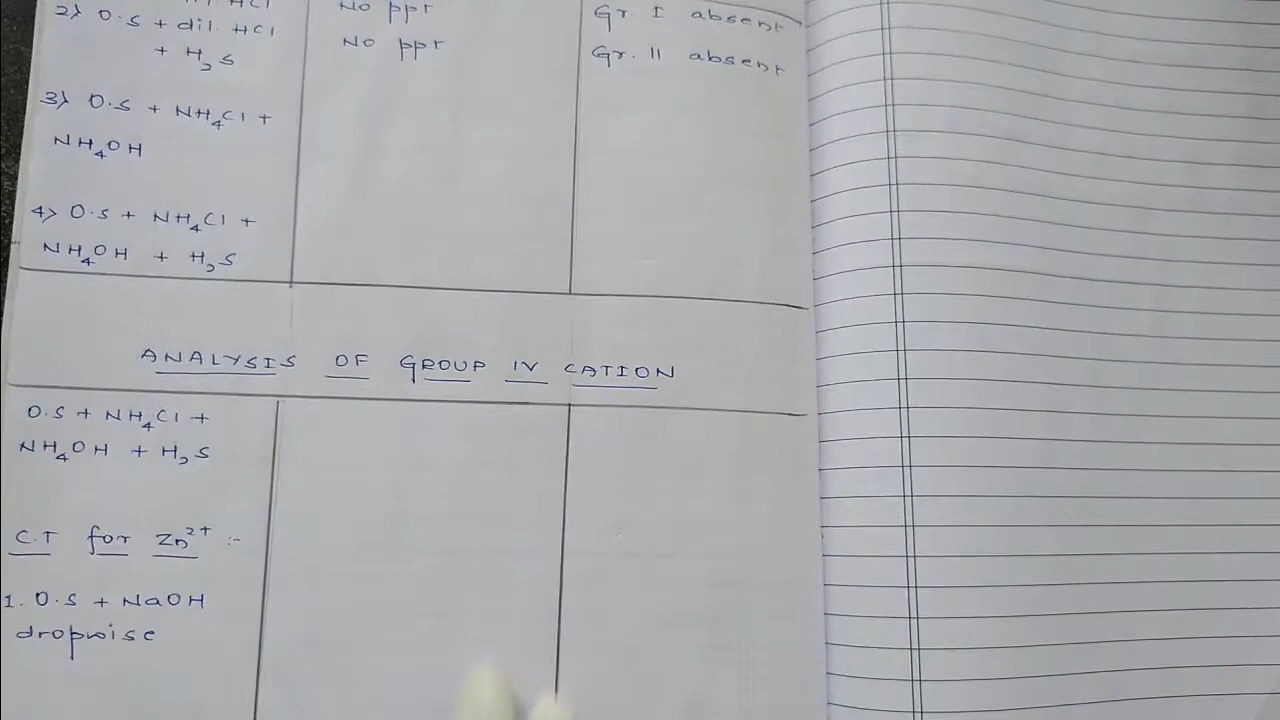 HCl
No ppt
Gr. I absent
2> O.S + dil. HCl
+ H2S
No ppt
Gr. II absent
3> O.S + NH4Cl +
NH4OH
4> O.S + NH4Cl +
NH4OH + H2S
ANALYSIS OF GROUP IV CATION
O.S + NH4Cl +
NH4OH + H2S
C.T for Zn2+ :-
1. O.S + NaOH
dropwise